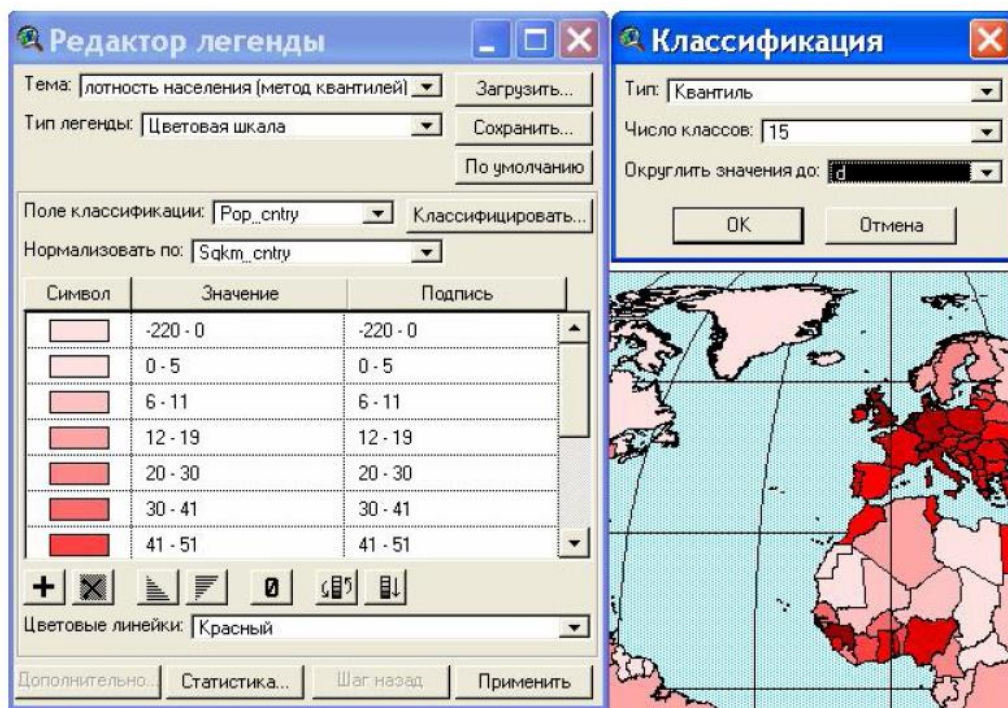 Редактор легенды
Тема: лотность населения (метод квантилей)
Загрузить...
Тип легенды: Цветовая шкала
Сохранить...
По умолчанию
Поле классификации: Pop_cntry
Классифицировать...
Нормализовать по: Sqkm_cntry
Символ Значение Подпись
-220 - 0 -220 - 0
0 - 5 0 - 5
6 - 11 6 - 11
12 - 19 12 - 19
20 - 30 20 - 30
30 - 41 30 - 41
41 - 51 41 - 51
0
Цветовые линейки: Красный
Дополнительно... Статистика... Шаг назад Применить
Классификация
Тип: Квантиль
Число классов: 15
Округлить значения до: d
OK Отмена